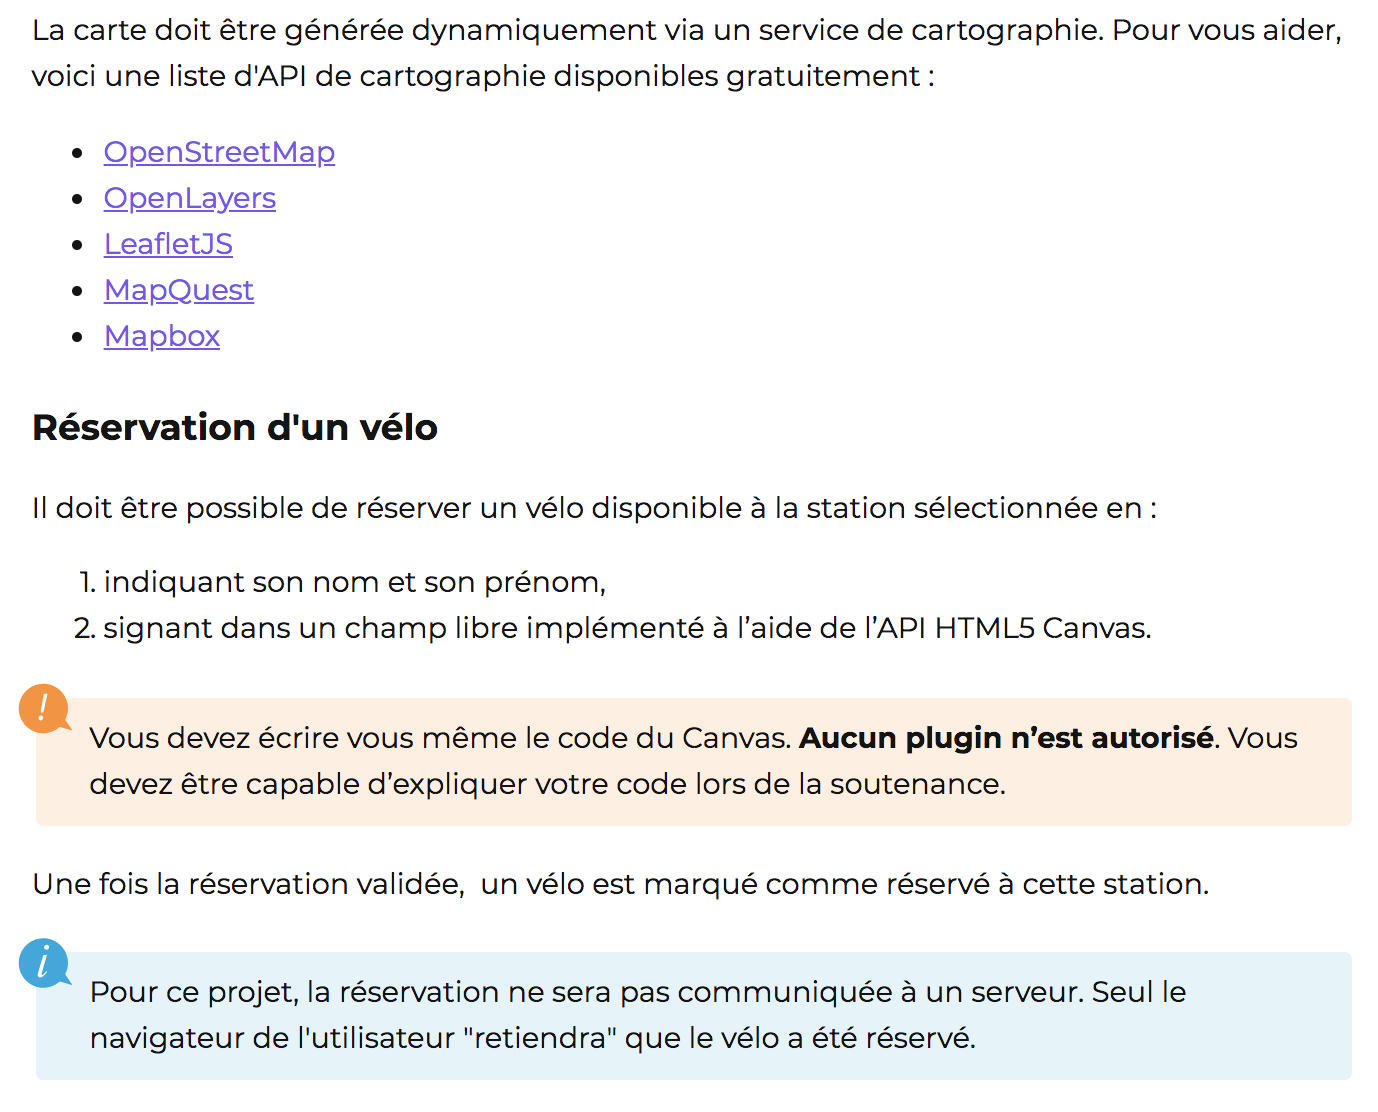 La carte doit être générée dynamiquement via un service de cartographie. Pour vous aider,
voici une liste d'API de cartographie disponibles gratuitement :
• OpenStreetMap
• OpenLayers
• LeafletJS
• MapQuest
• Mapbox
Réservation d'un vélo
Il doit être possible de réserver un vélo disponible à la station sélectionnée en :
1. indiquant son nom et son prénom,
2. signant dans un champ libre implémenté à l’aide de l’API HTML5 Canvas.
!
Vous devez écrire vous même le code du Canvas. Aucun plugin n’est autorisé. Vous
devez être capable d’expliquer votre code lors de la soutenance.
Une fois la réservation validée,  un vélo est marqué comme réservé à cette station.
i
Pour ce projet, la réservation ne sera pas communiquée à un serveur. Seul le
navigateur de l'utilisateur "retiendra" que le vélo a été réservé.